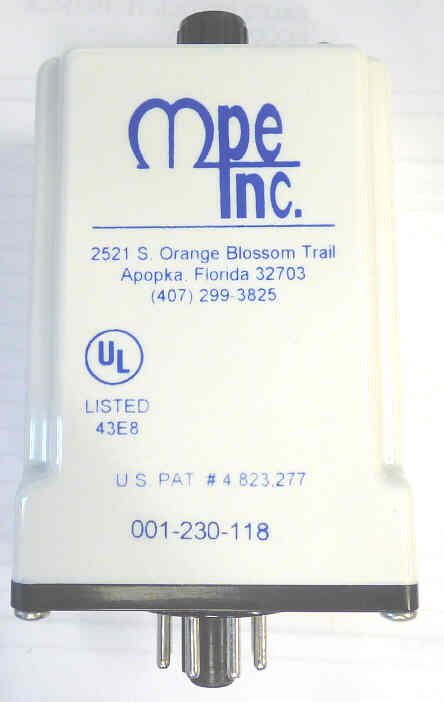 mpe
Inc.
2521 S. Orange Blossom Trail
Apopka, Florida 32703
(407) 299-3825
UL
LISTED
43E8
U.S. PAT # 4,823,277
001-230-118